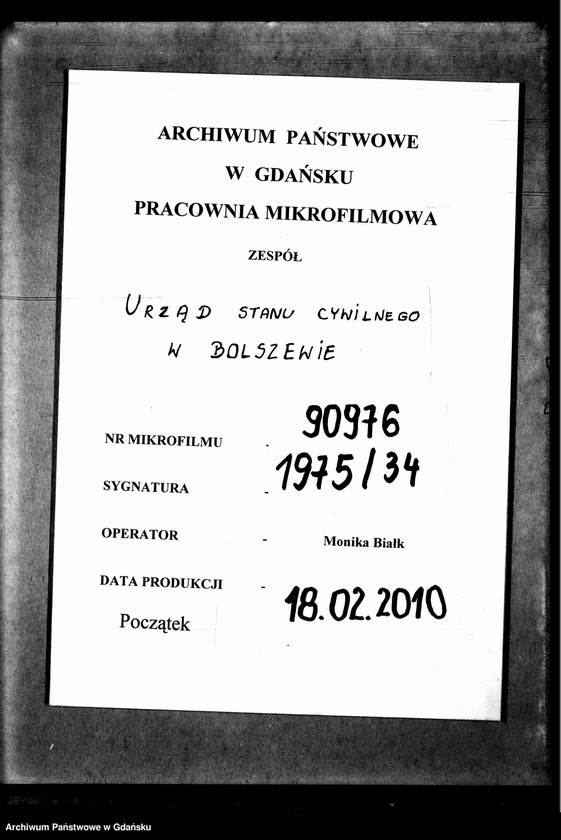 ARCHIWUM PAŃSTWOWE
W GDAŃSKU
PRACOWNIA MIKROFILMOWA
ZESPÓŁ
URZĄD STANU CYWILNEGO
W BOLSZEWIE
NR MIKROFILMU - 90976
SYGNATURA - 1975/34
OPERATOR - Monika Białk
DATA PRODUKCJI - 18.02.2010
Początek
Archiwum Państwowe w Gdańsku